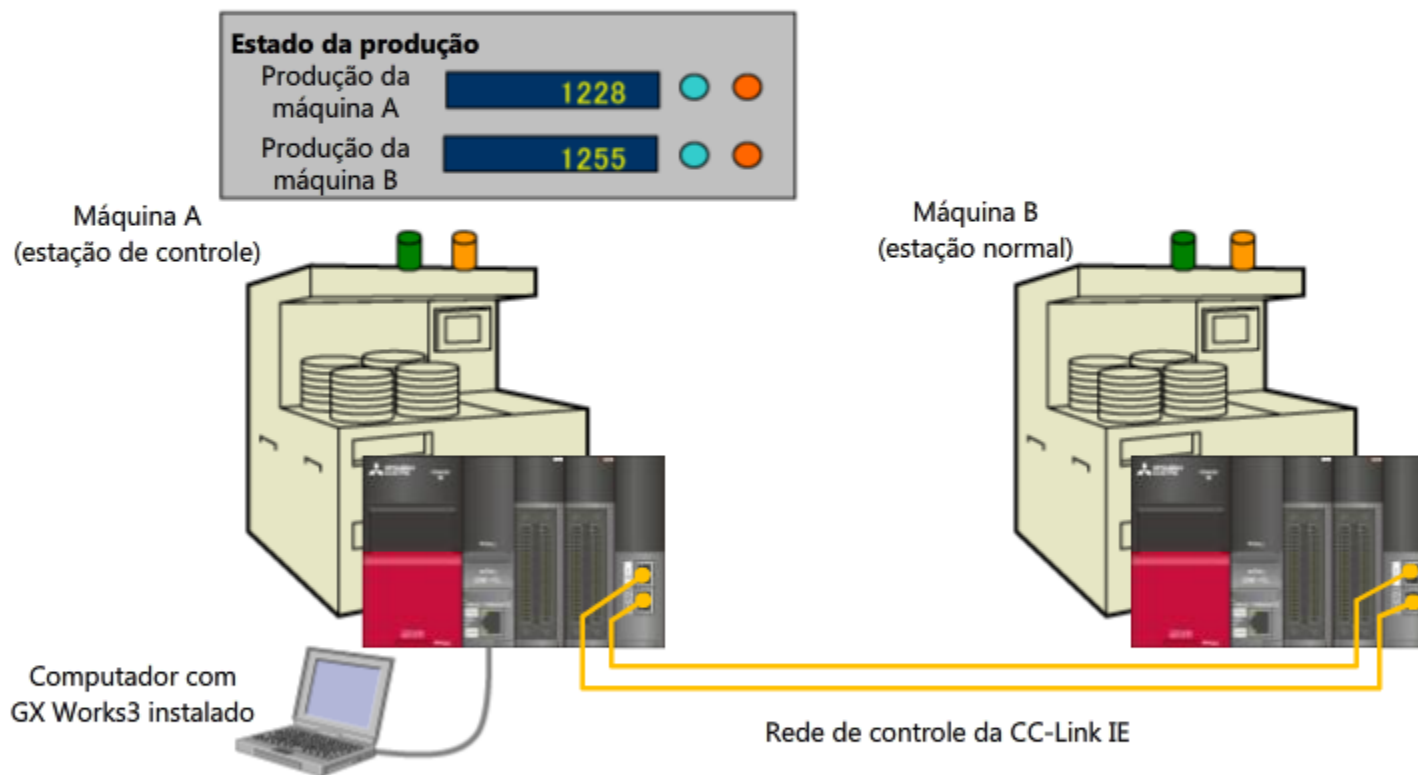 Estado da produção
Produção da
máquina A
1228
Produção da
máquina B
1255
Máquina A
(estação de controle)
Máquina B
(estação normal)
Computador com
GX Works3 instalado
Rede de controle da CC-Link IE